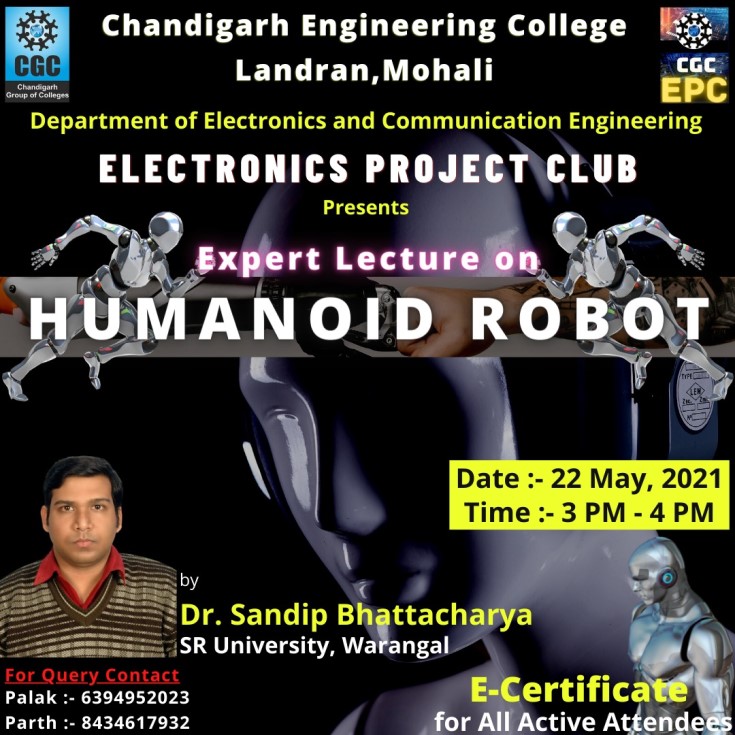 Chandigarh Engineering College
Landran,Mohali
CGC
Chandigarh
Group of Colleges
CGC
EPC
Department of Electronics and Communication Engineering
ELECTRONICS PROJECT CLUB
Presents
Expert Lecture on
HUMANOID ROBOT
TYPE
LEM
Date :- 22 May, 2021
Time :- 3 PM - 4 PM
by
Dr. Sandip Bhattacharya
SR University, Warangal
For Query Contact
Palak :- 6394952023
Parth :- 8434617932
E-Certificate
for All Active Attendees